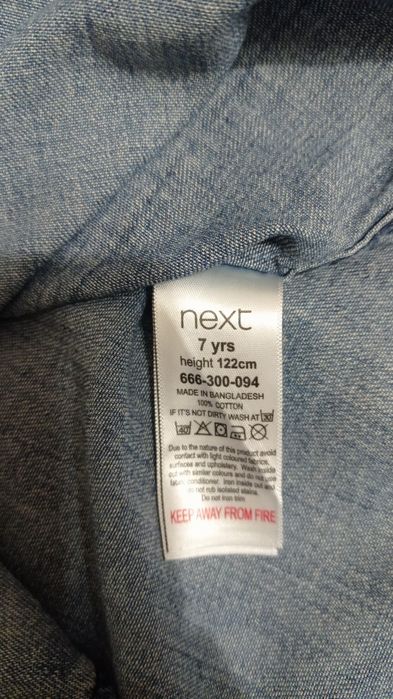 next
7 yrs
height 122cm
666-300-094
MADE IN BANGLADESH
100% COTTON
IF IT'S NOT DIRTY WASH AT 30
40
Due to the nature of this product avoid
contact with light coloured fabrics,
surfaces and upholstery. Wash inside
out with similar colours and do not use
fabric conditioner. Iron inside out and
do not rub isolated stains.
Do not iron trim
KEEP AWAY FROM FIRE